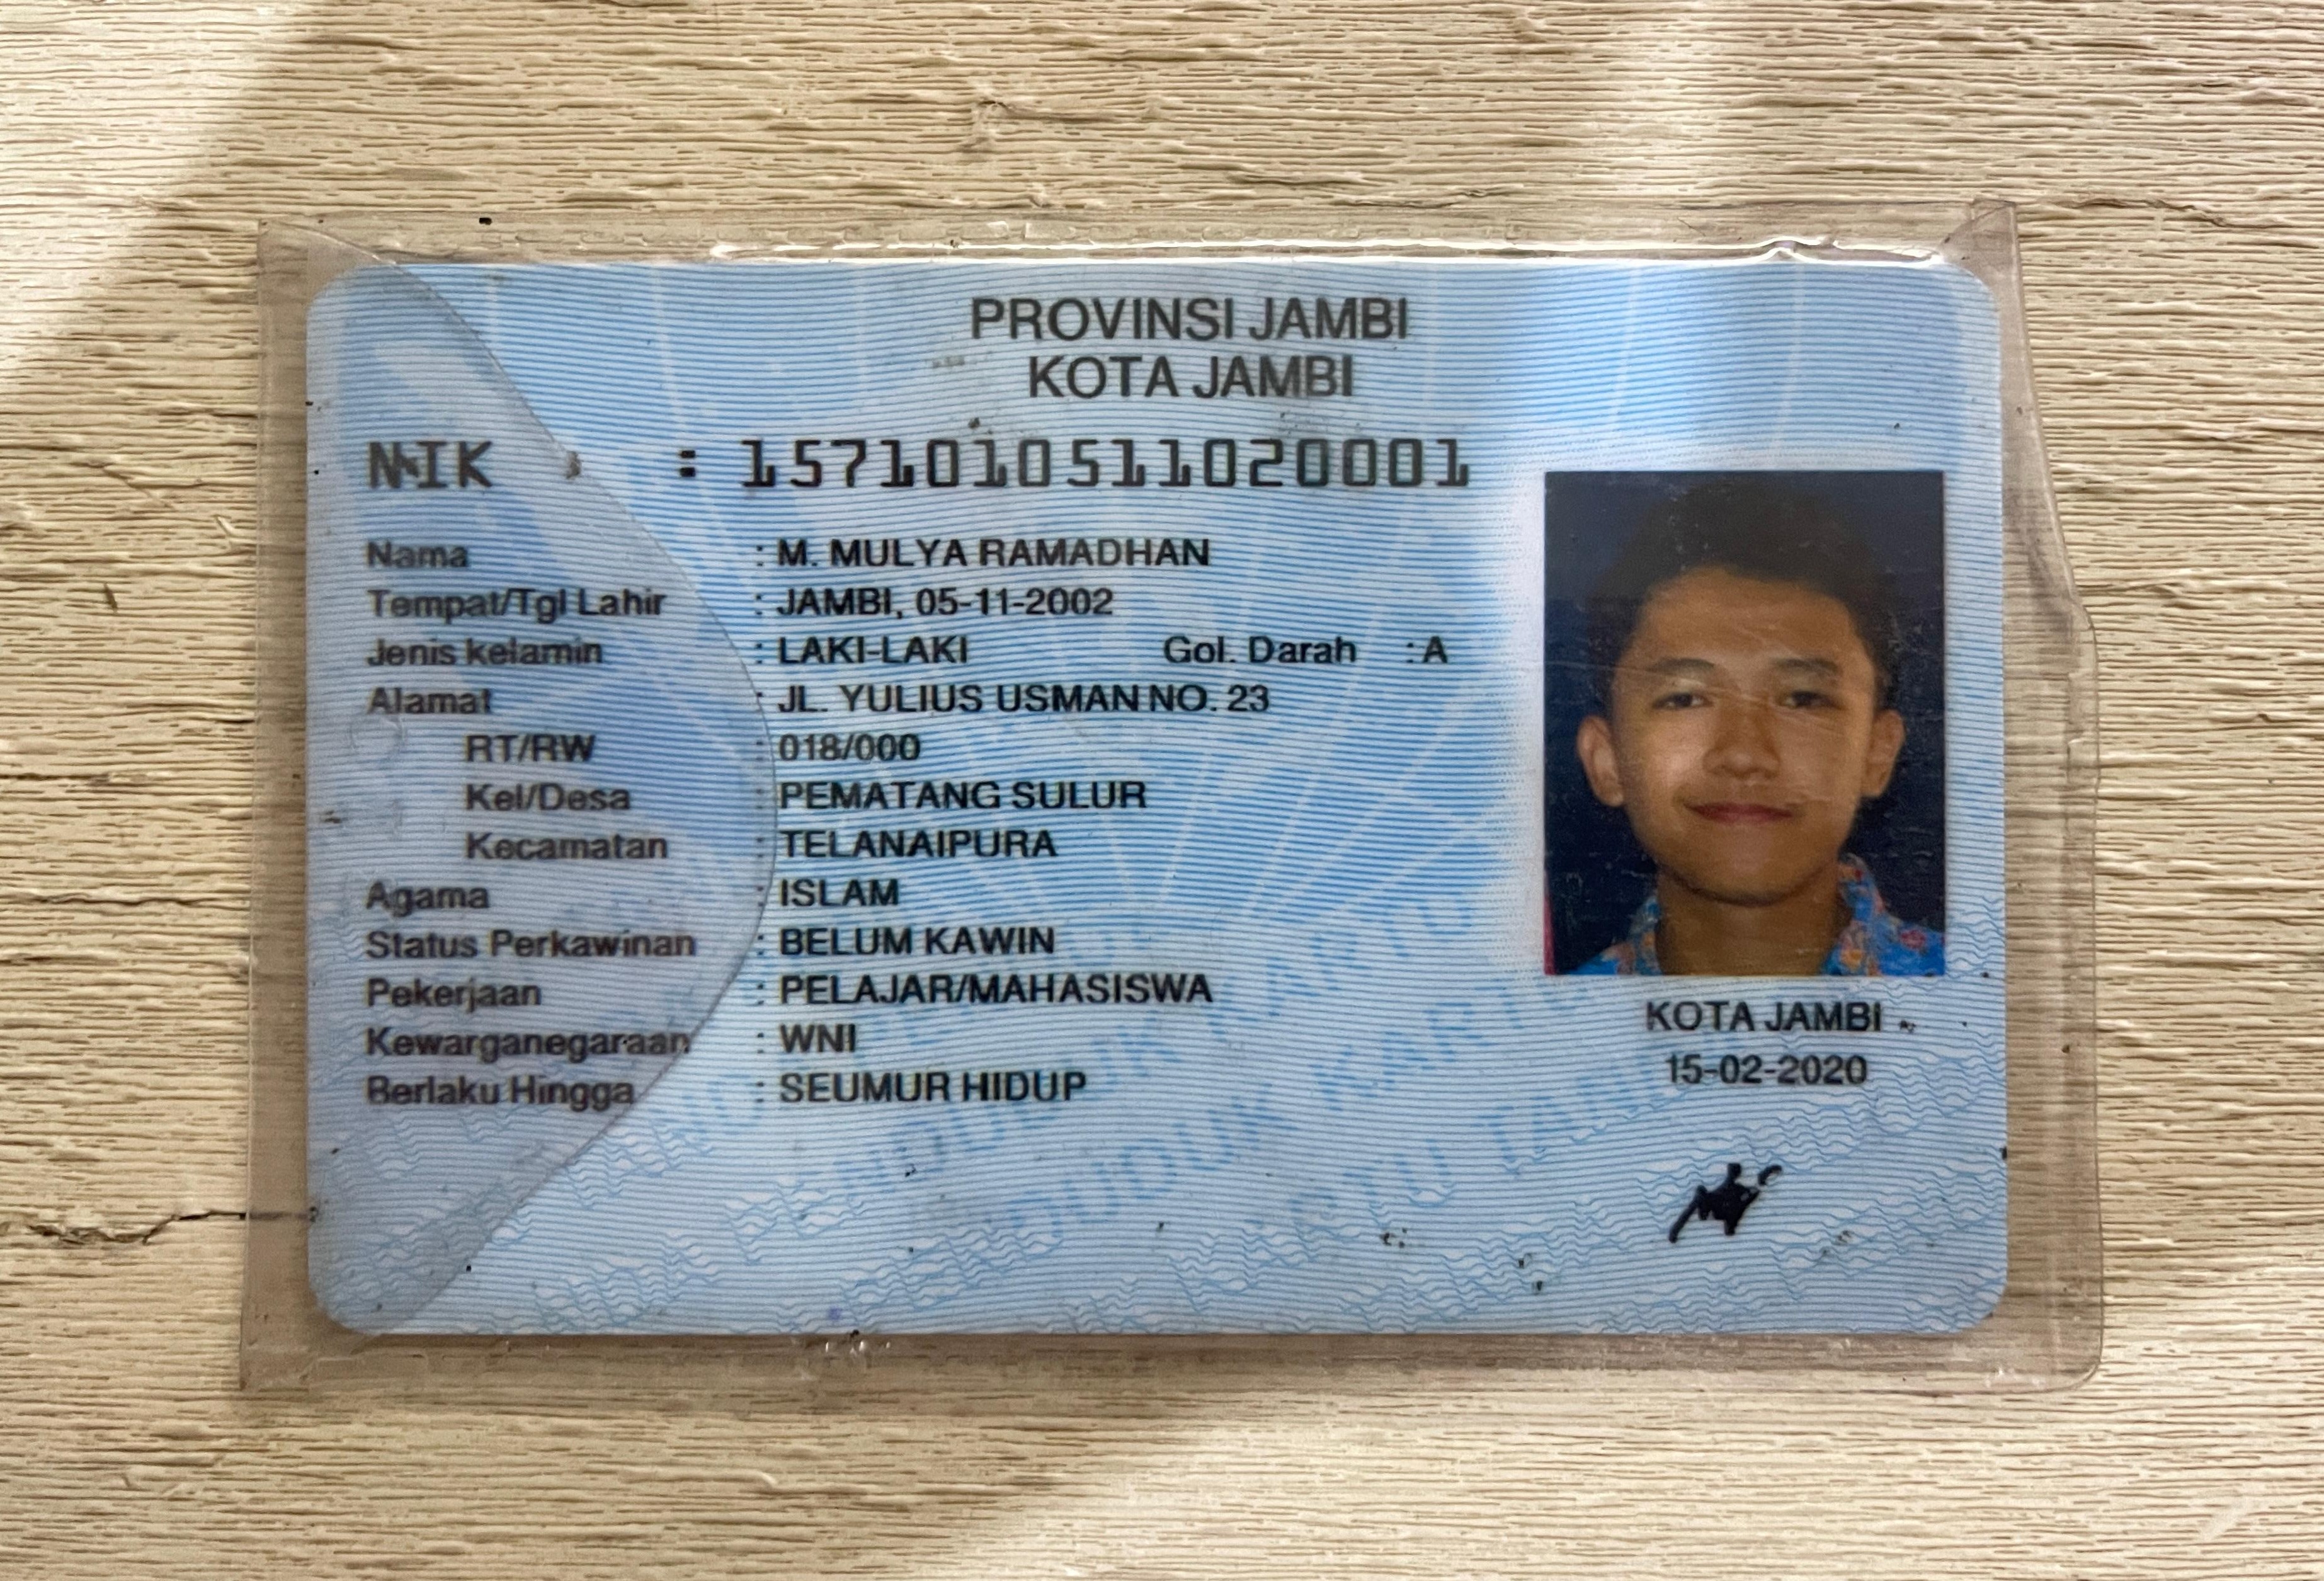 PROVINSI JAMBI
KOTA JAMBI
NIK : 1571010511020001
Nama : M. MULYA RAMADHAN
Tempat/Tgl Lahir : JAMBI, 05-11-2002
Jenis kelamin : LAKI-LAKI Gol. Darah : A
Alamat : JL. YULIUS USMAN NO. 23
RT/RW : 018/000
Kel/Desa : PEMATANG SULUR
Kecamatan : TELANAIPURA
Agama : ISLAM
Status Perkawinan : BELUM KAWIN
Pekerjaan : PELAJAR/MAHASISWA
Kewarganegaraan : WNI
Berlaku Hingga : SEUMUR HIDUP
KOTA JAMBI
15-02-2020